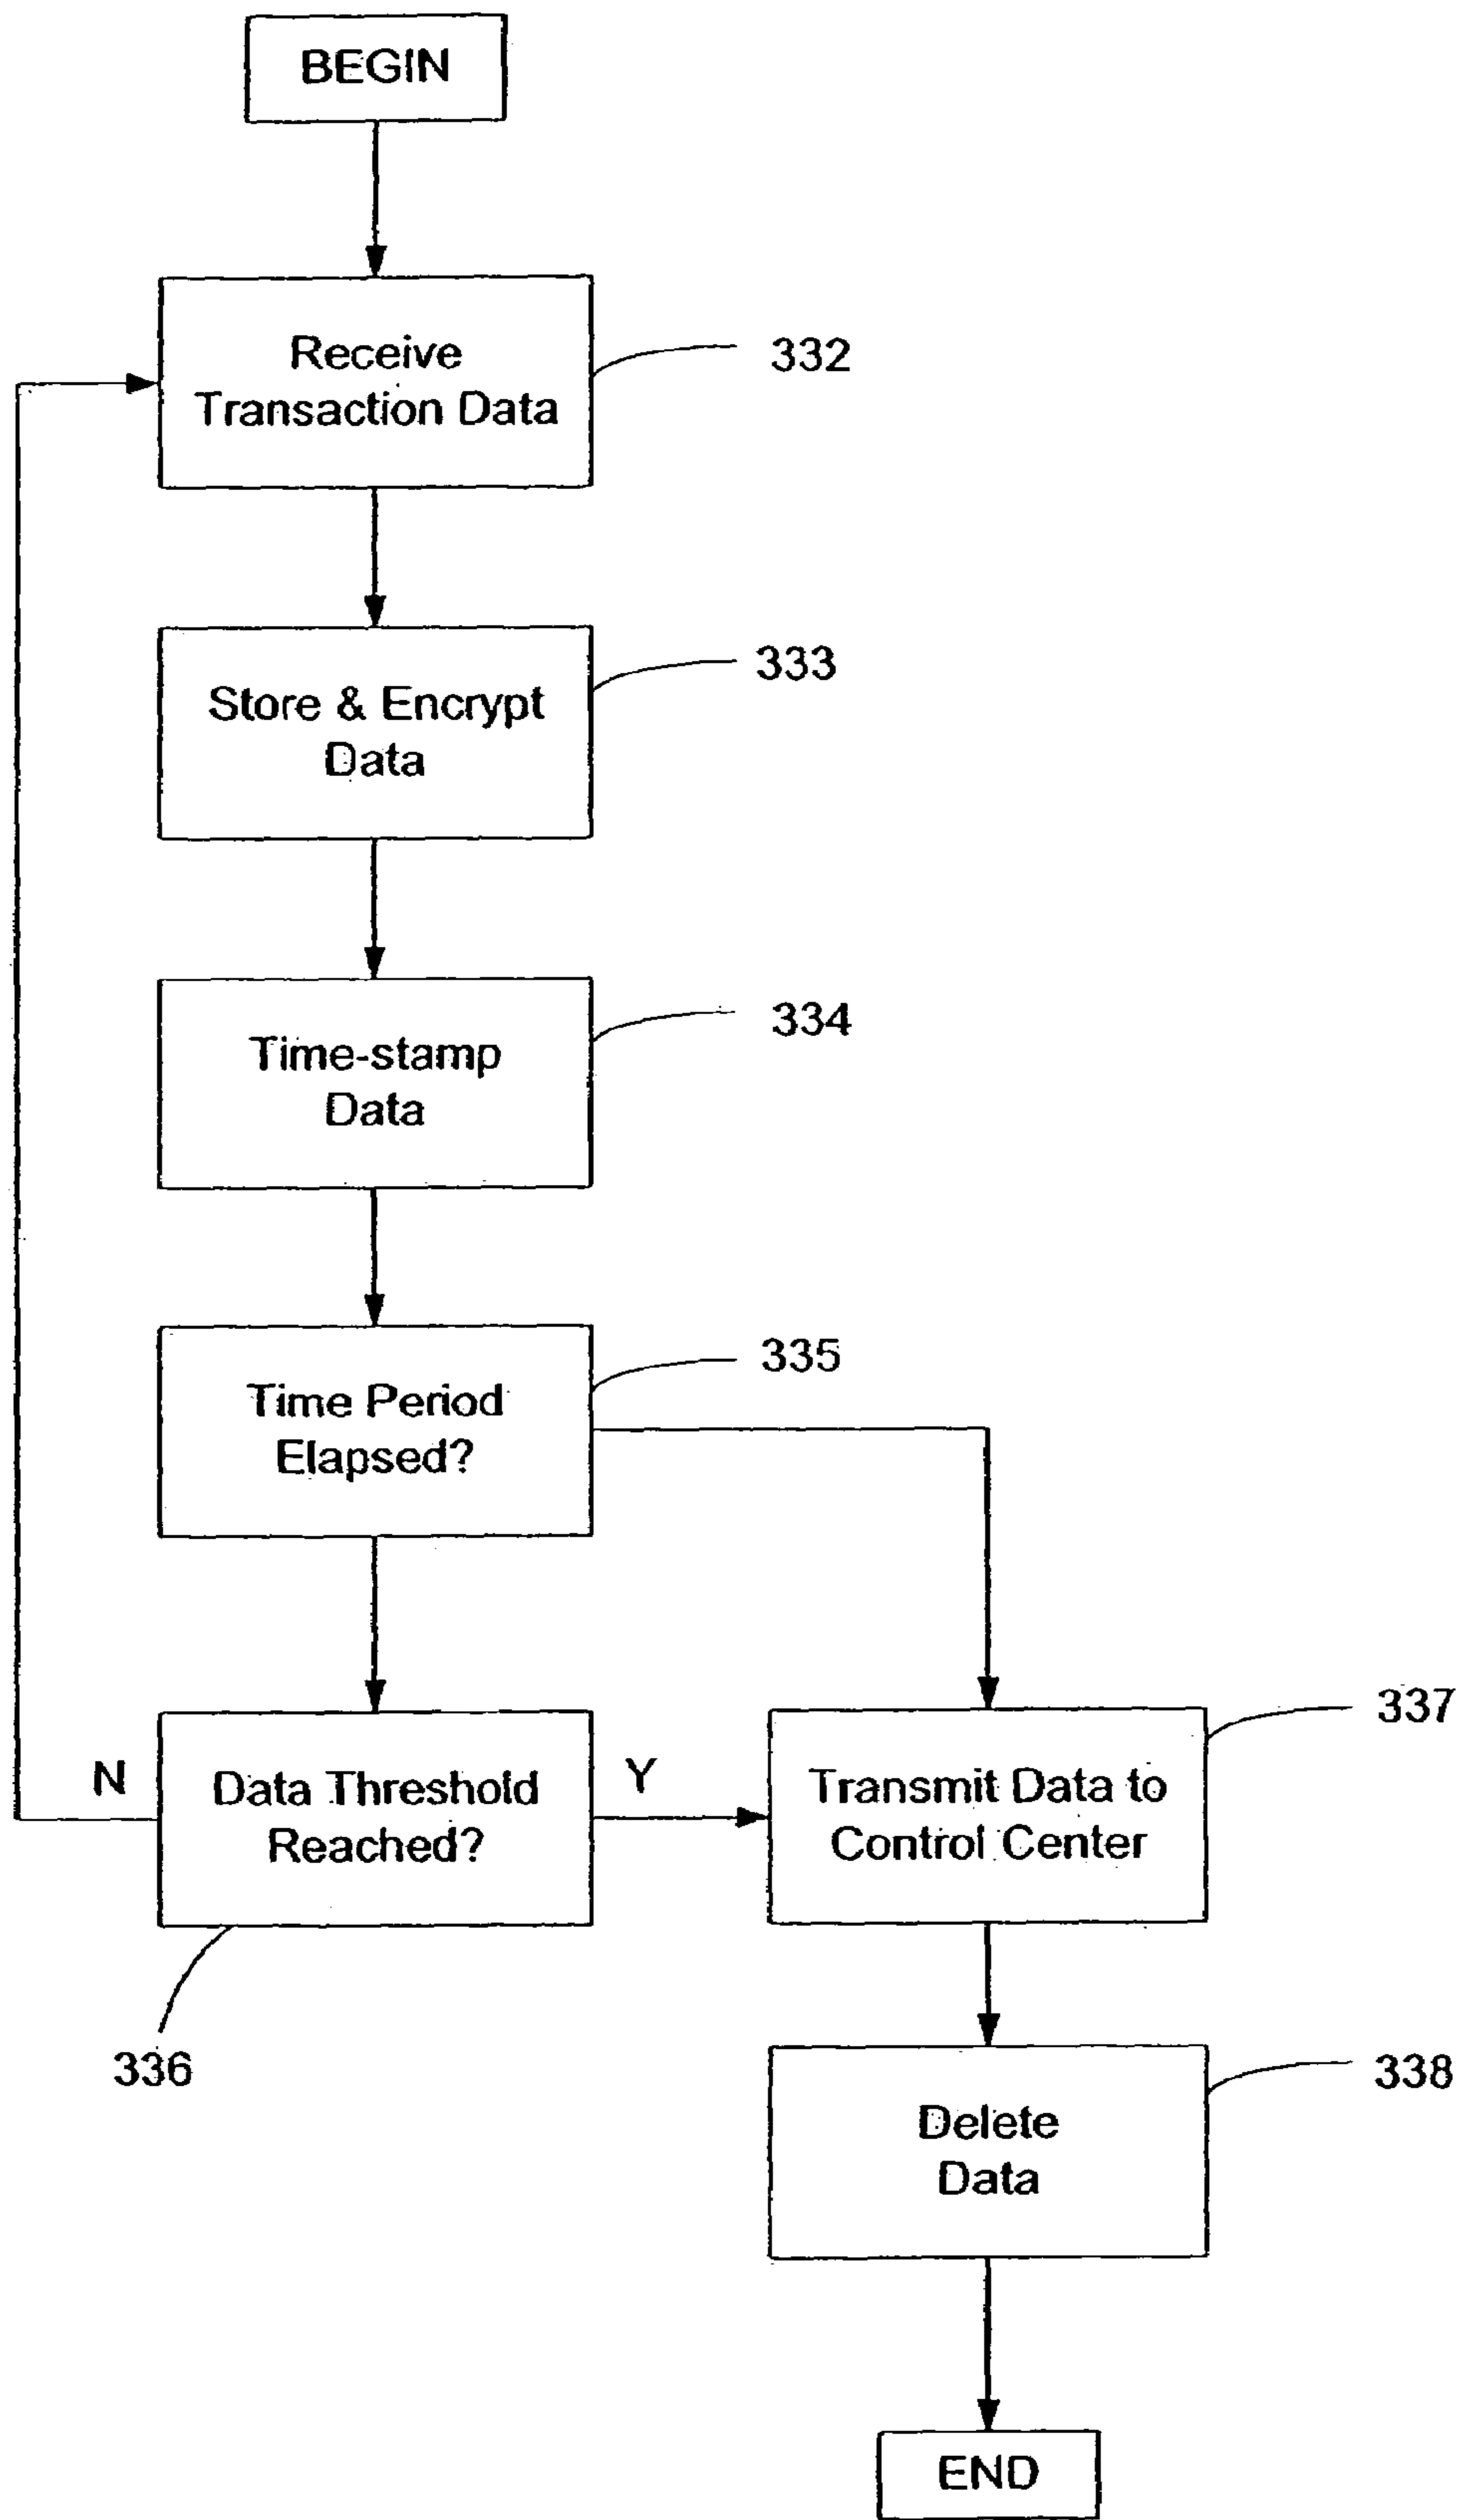 BEGIN
Receive
Transaction Data
332
Store & Encrypt
Data
333
Time-stamp
Data
334
Time Period
Elapsed?
335
N
Data Threshold
Reached?
Y
336
Transmit Data to
Control Center
337
Delete
Data
338
END